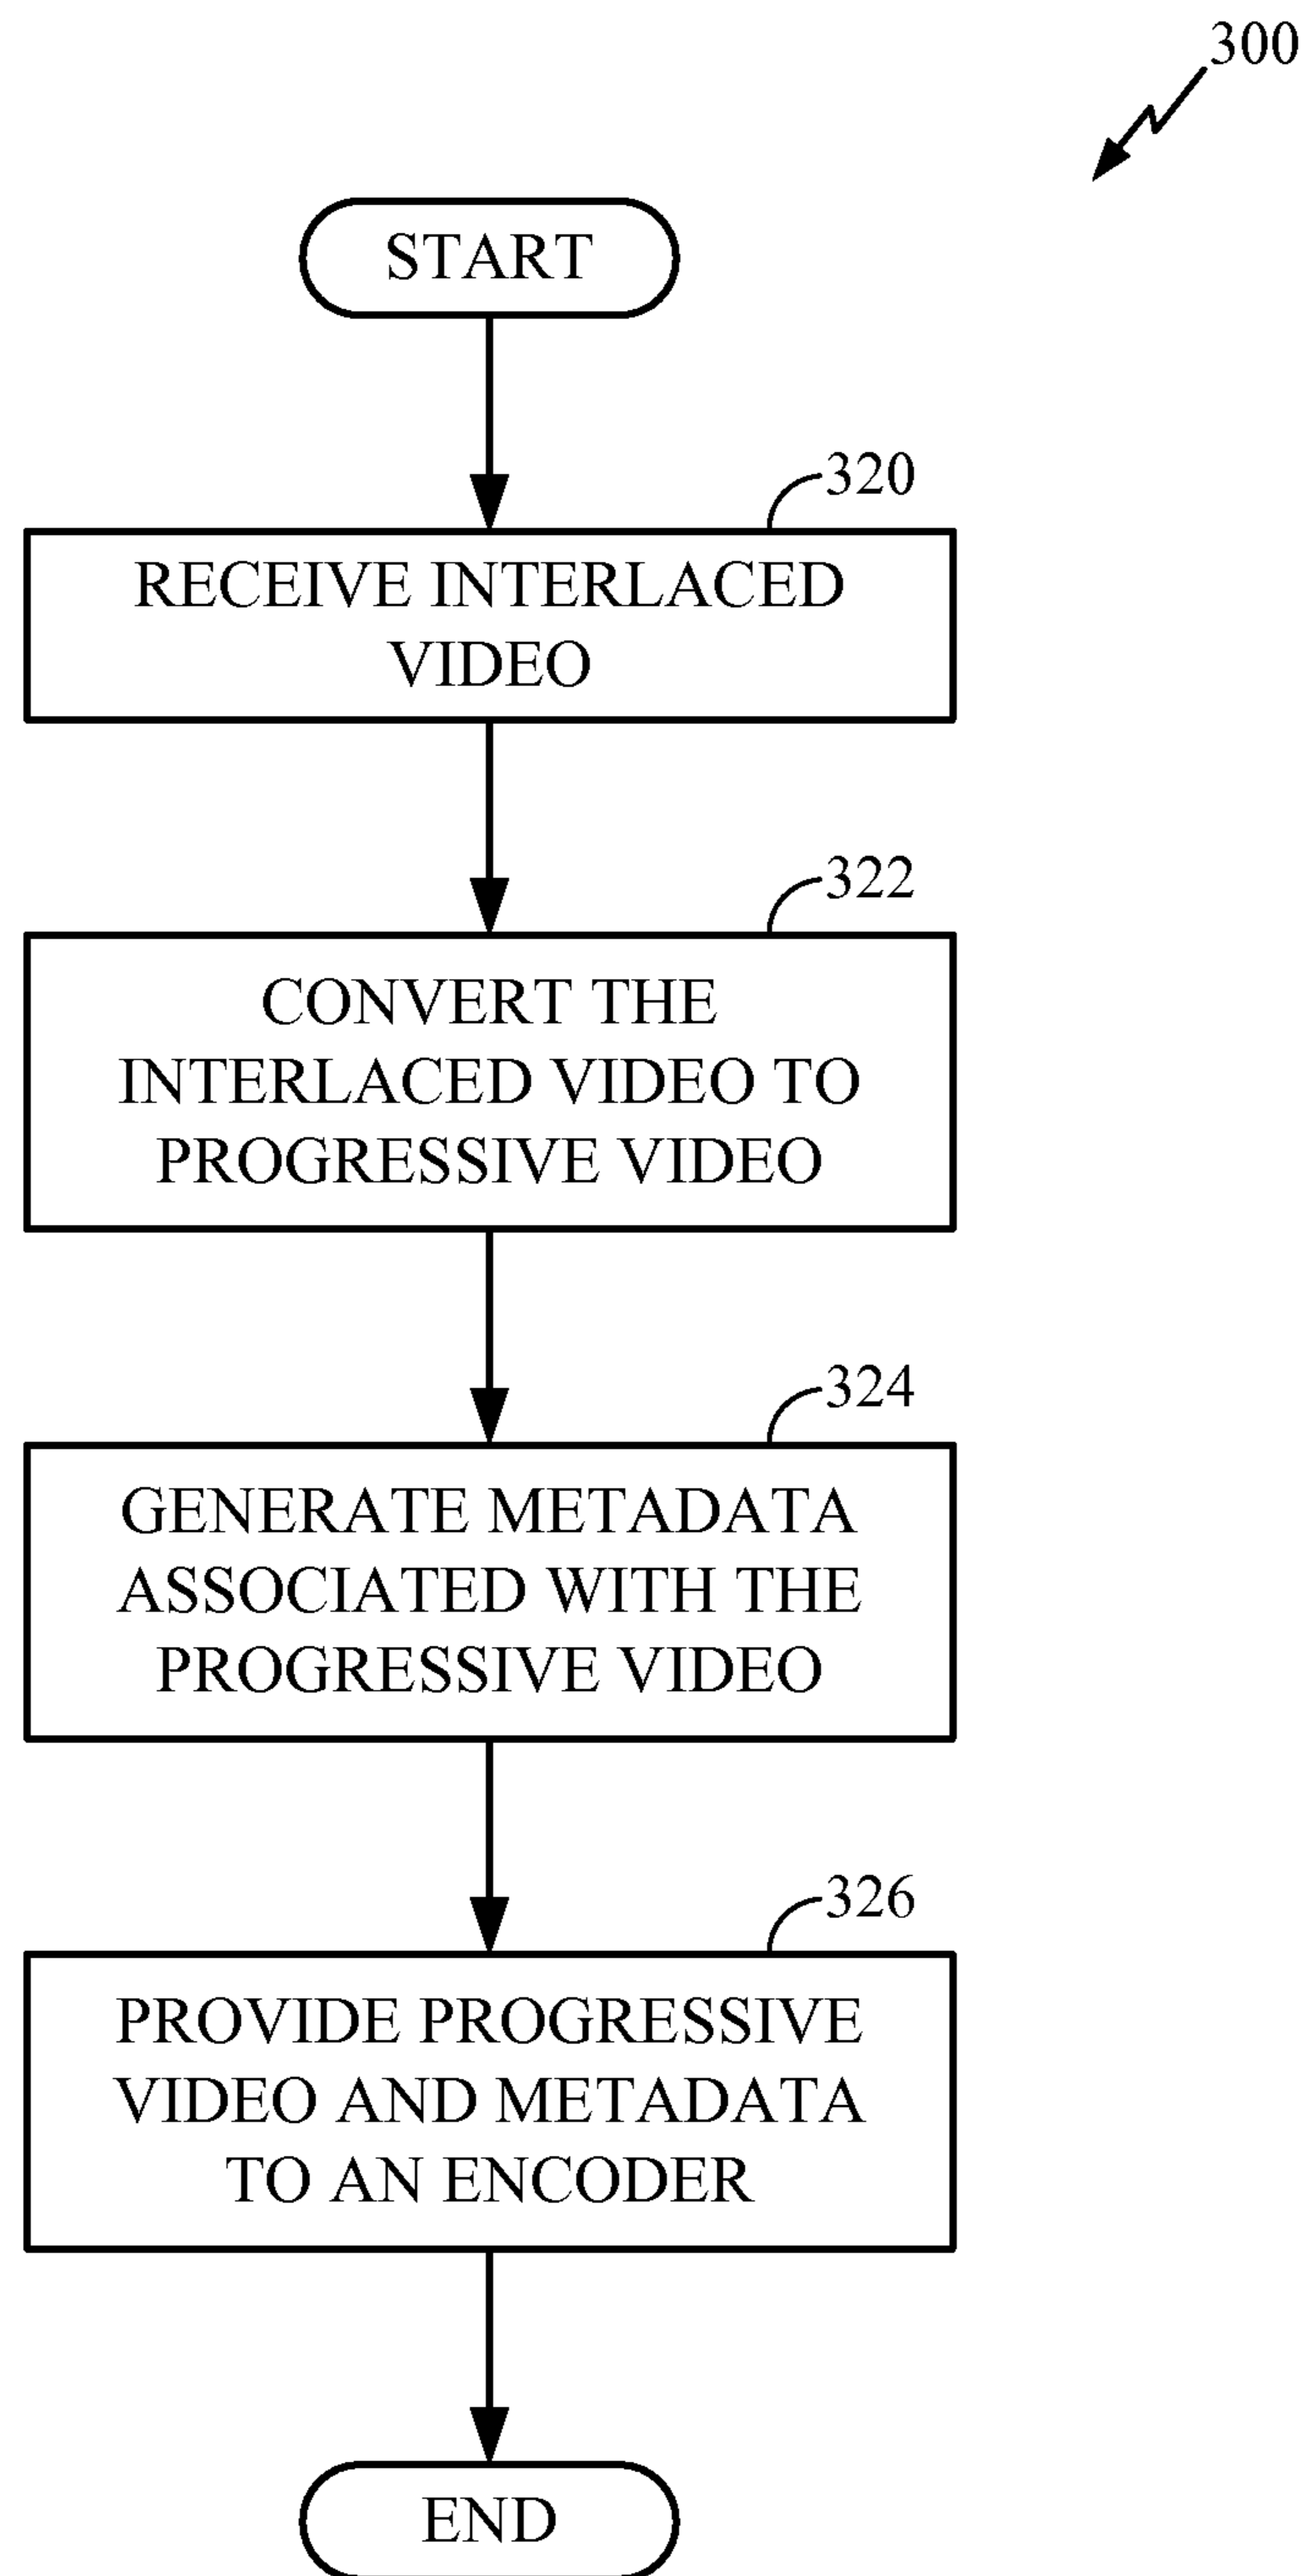 300
START
320
RECEIVE INTERLACED
VIDEO
322
CONVERT THE
INTERLACED VIDEO TO
PROGRESSIVE VIDEO
324
GENERATE METADATA
ASSOCIATED WITH THE
PROGRESSIVE VIDEO
326
PROVIDE PROGRESSIVE
VIDEO AND METADATA
TO AN ENCODER
END